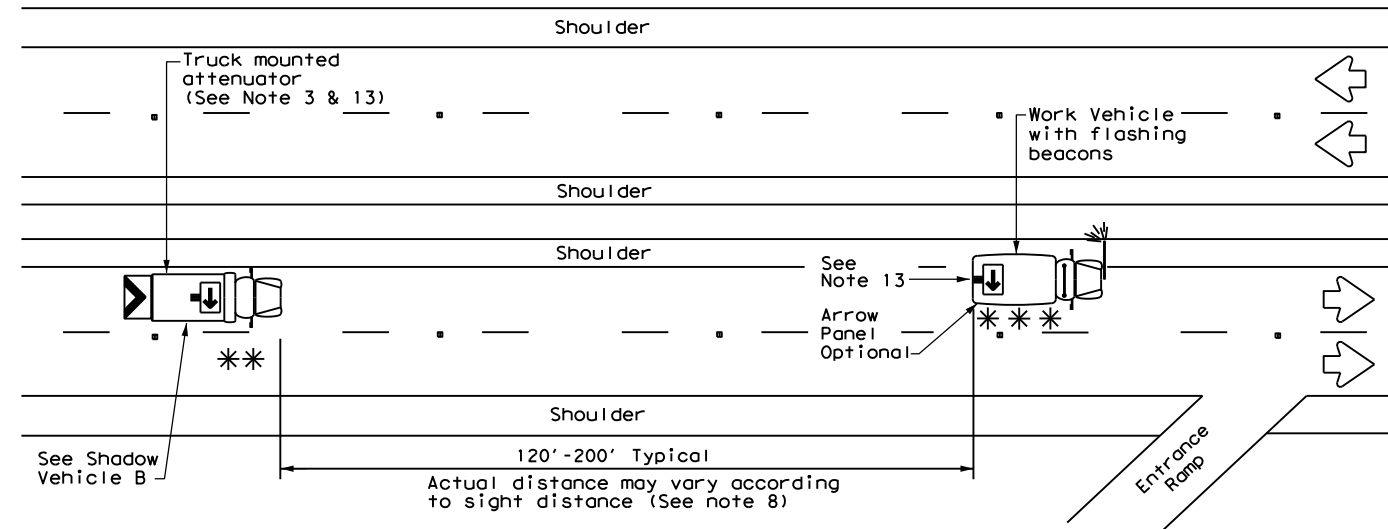 Shoulder
Truck mounted
attenuator
(See Note 3 & 13)
Work Vehicle
with flashing
beacons
Shoulder
Shoulder
See
Note 13
Arrow
Panel
Optional
**
***
Shoulder
See Shadow
Vehicle B
120'-200' Typical
Actual distance may vary according
to sight distance (See note 8)
Entrance
Ramp